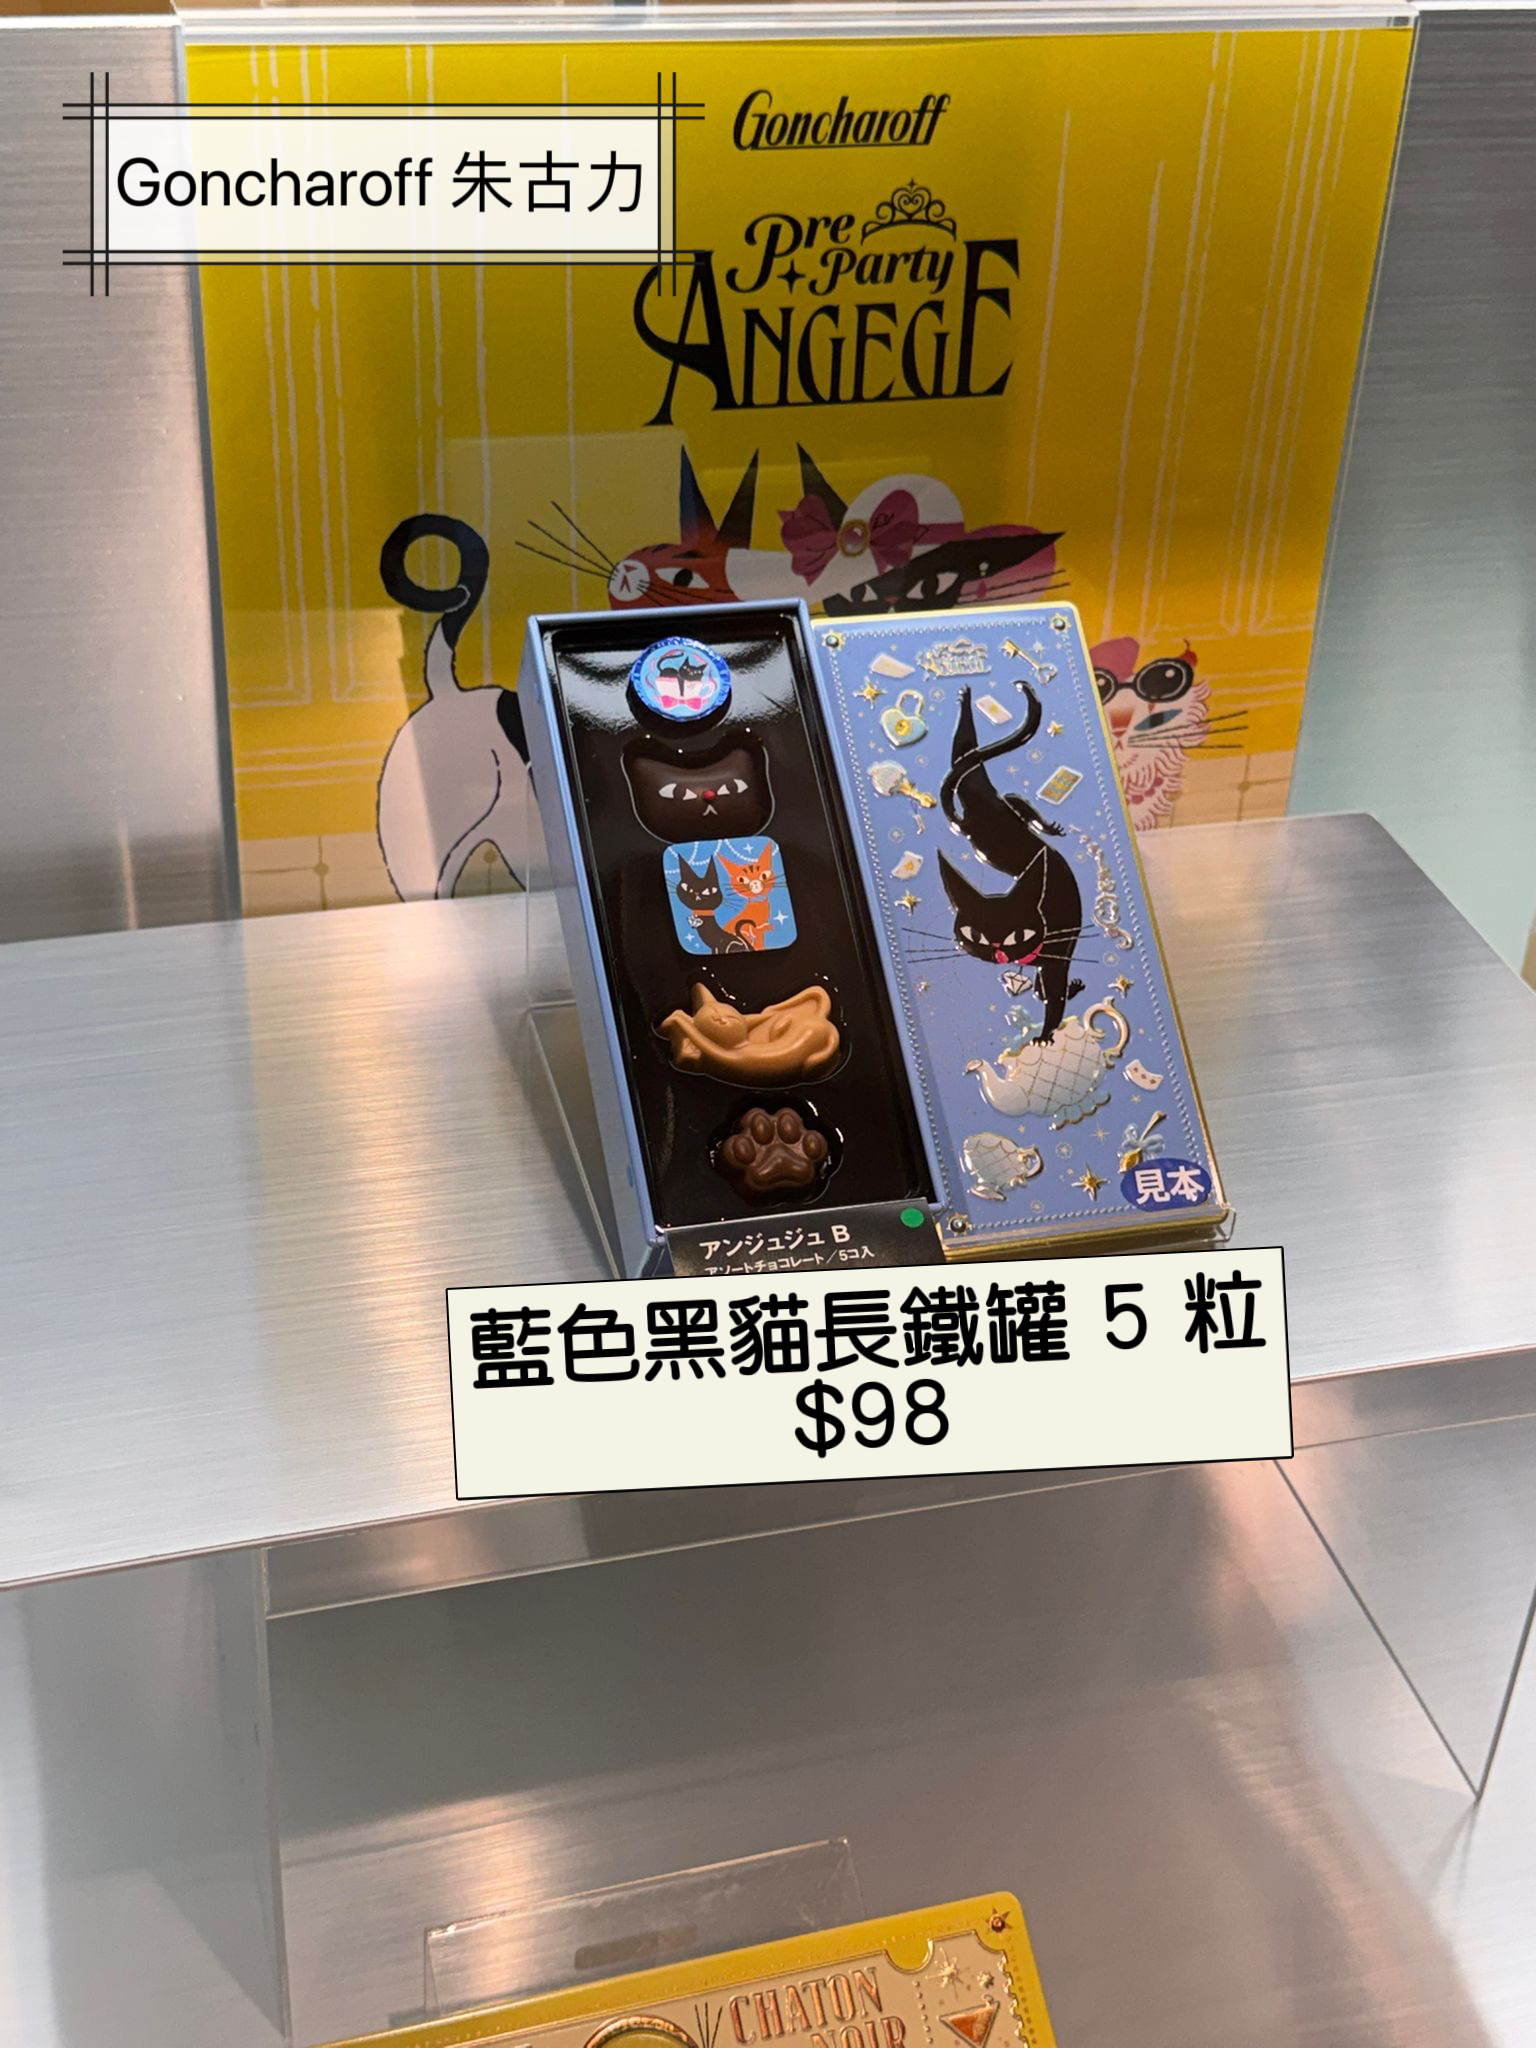 Goncharoff
Goncharoff 朱古力
Pre
Party
ANGEGE
見本
アンジュジュ B
アソートチョコレート／5コ入
藍色黑貓長鐵罐 5 粒
$98
CHATON
NOIR